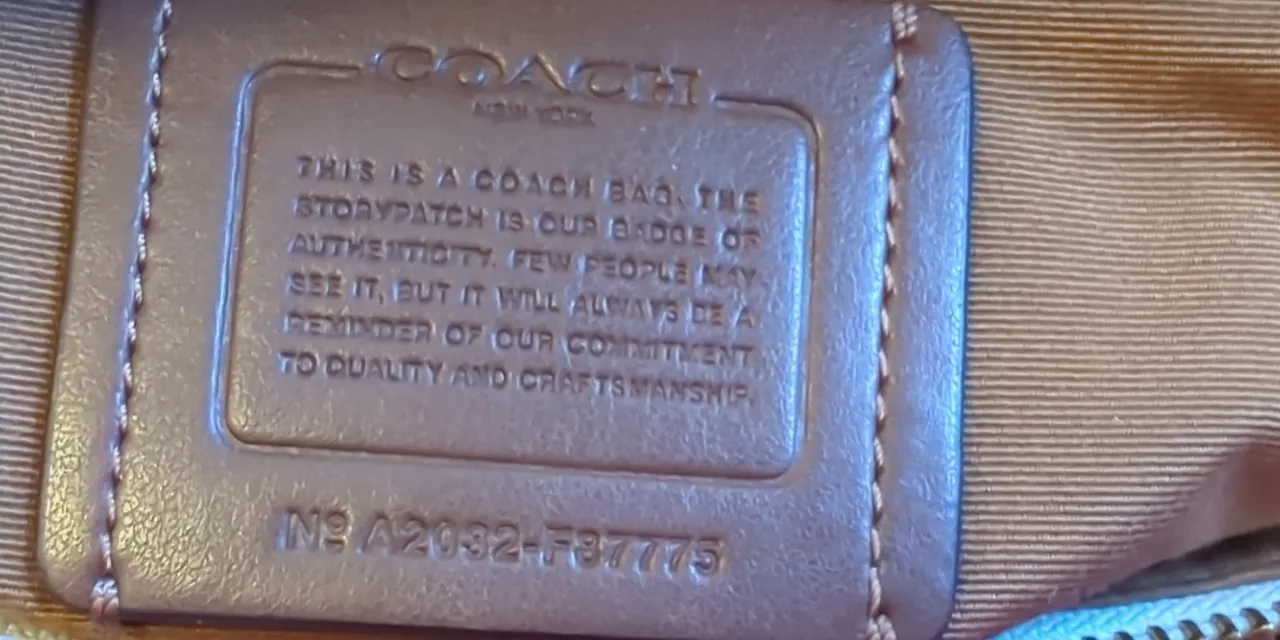 COACH
NEW YORK
THIS IS A COACH BAG. THE
STORYPATCH IS OUR BADGE OF
AUTHENTICITY. FEW PEOPLE MAY
SEE IT, BUT IT WILL ALWAYS BE A
REMINDER OF OUR COMMITMENT
TO QUALITY AND CRAFTSMANSHIP.
Nº A2032-F87775